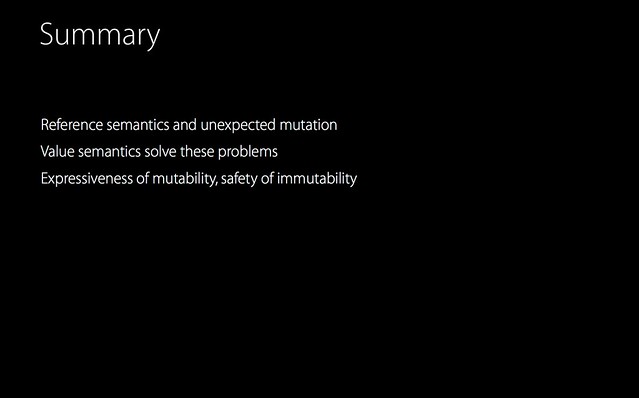 Summary
Reference semantics and unexpected mutation
Value semantics solve these problems
Expressiveness of mutability, safety of immutability